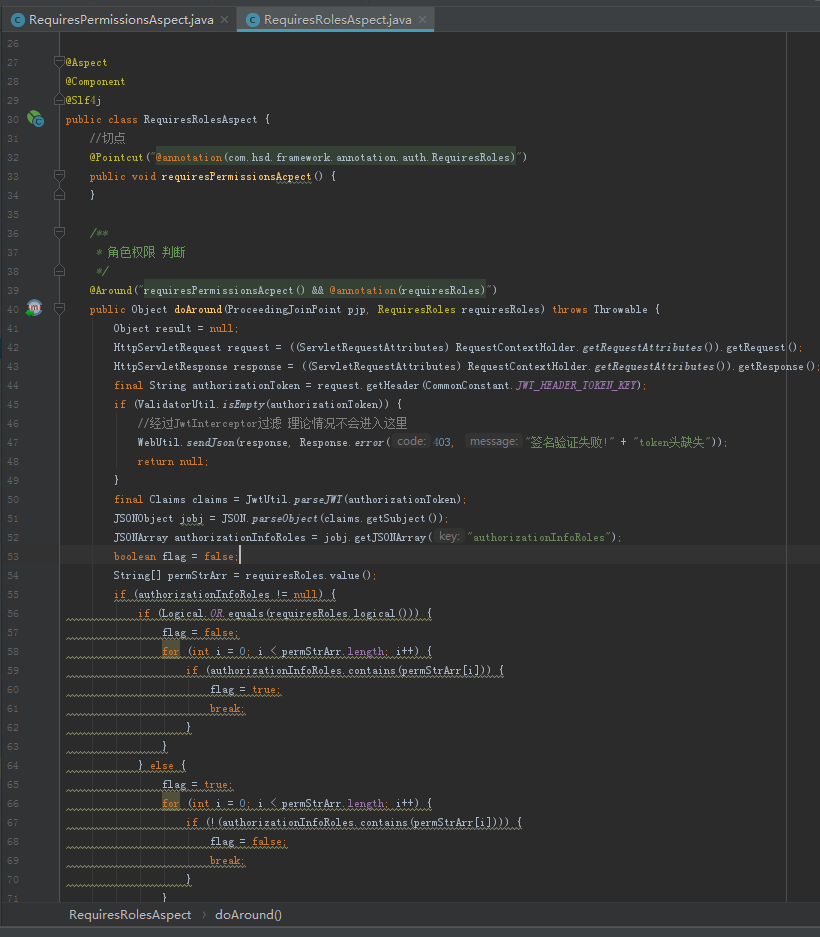 RequiresPermissionsAspect.java × RequiresRolesAspect.java ×
26
27 @Aspect
28 @Component
29 @Slf4j
30 public class RequiresRolesAspect {
31 //切点
32 @Pointcut("@annotation(com.hsd.framework.annotation.auth.RequiresRoles)")
33 public void requiresPermissionsAcpect() {
34 }
35
36 /**
37 * 角色权限 判断
38 */
39 @Around("requiresPermissionsAcpect() && @annotation(requiresRoles)")
40 public Object doAround(ProceedingJoinPoint pjp, RequiresRoles requiresRoles) throws Throwable {
41 Object result = null;
42 HttpServletRequest request = ((ServletRequestAttributes) RequestContextHolder.getRequestAttributes()).getRequest();
43 HttpServletResponse response = ((ServletRequestAttributes) RequestContextHolder.getRequestAttributes()).getResponse();
44 final String authorizationToken = request.getHeader(CommonConstant.JWT_HEADER_TOKEN_KEY);
45 if (ValidatorUtil.isEmpty(authorizationToken)) {
46 //经过JwtInterceptor过滤 理论情况不会进入这里
47 WebUtil.sendJson(response, Response.error( code: 403, message: "签名验证失败!" + "token头缺失"));
48 return null;
49 }
50 final Claims claims = JwtUtil.parseJWT(authorizationToken);
51 JSONObject jobj = JSON.parseObject(claims.getSubject());
52 JSONArray authorizationInfoRoles = jobj.getJSONArray( key: "authorizationInfoRoles");
53 boolean flag = false;
54 String[] permStrArr = requiresRoles.value();
55 if (authorizationInfoRoles != null) {
56 if (Logical.OR.equals(requiresRoles.logical())) {
57 flag = false;
58 for (int i = 0; i < permStrArr.length; i++) {
59 if (authorizationInfoRoles.contains(permStrArr[i])) {
60 flag = true;
61 break;
62 }
63 }
64 } else {
65 flag = true;
66 for (int i = 0; i < permStrArr.length; i++) {
67 if (!(authorizationInfoRoles.contains(permStrArr[i]))) {
68 flag = false;
69 break;
70 }
71 }
RequiresRolesAspect › doAround()